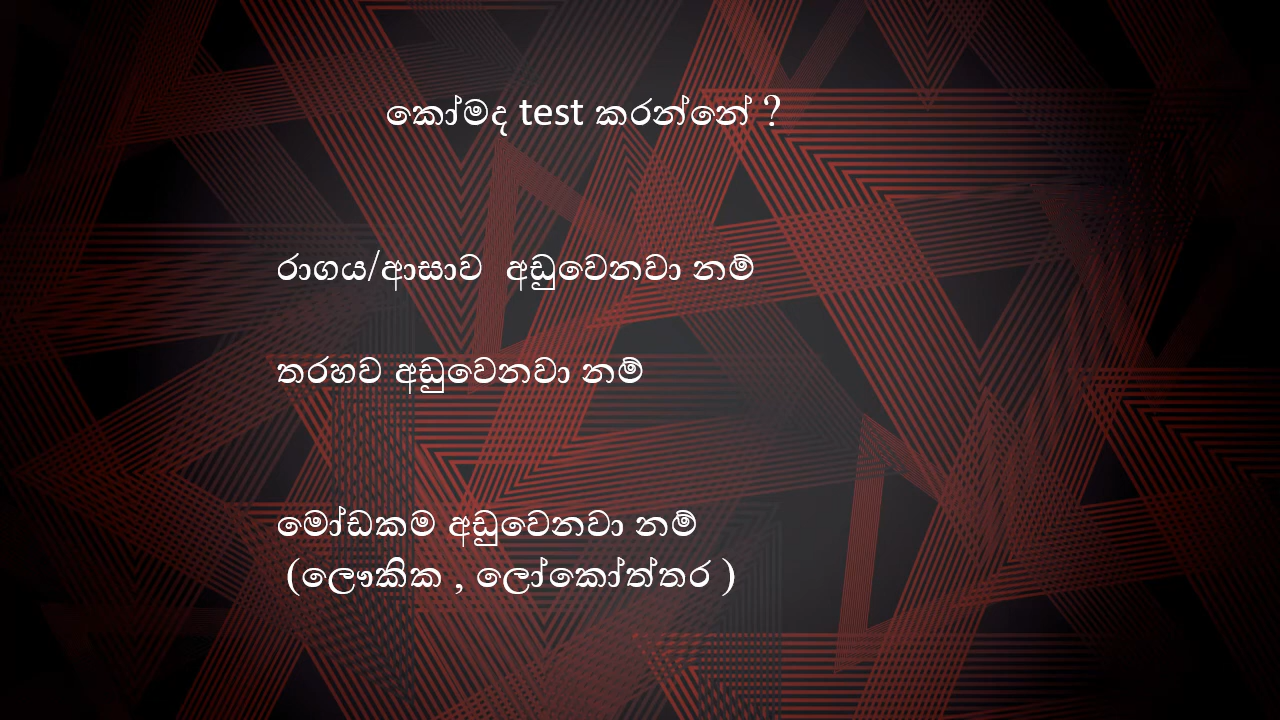 කෝමද test කරන්නේ ?
රාගය/ආසාව අඩුවෙනවා නම්
තරහව අඩුවෙනවා නම්
මෝඩකම අඩුවෙනවා නම්
(ලෞකික , ලෝකෝත්තර )